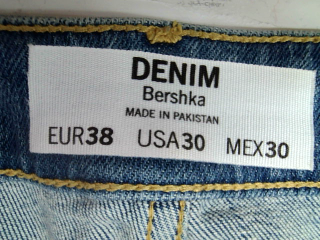 DENIM
Bershka
MADE IN PAKISTAN
EUR38 USA30 MEX30